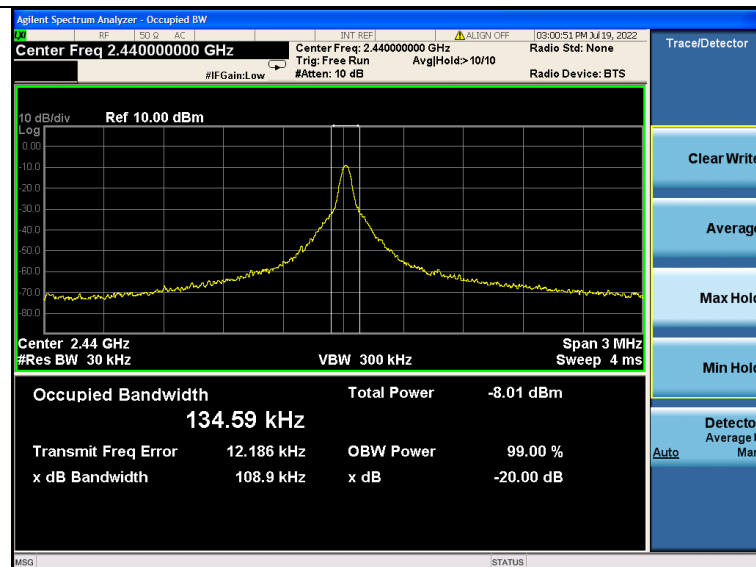 Agilent Spectrum Analyzer - Occupied BW
LXI RF 50 Ω AC INT REF ALIGN OFF 03:00:51 PM Jul 19, 2022
Center Freq 2.440000000 GHz
Center Freq: 2.440000000 GHz
Radio Std: None
Trig: Free Run Avg|Hold:>10/10
#IFGain:Low
#Atten: 10 dB
Radio Device: BTS
10 dB/div Ref 10.00 dBm
Log
0.00
-10.0
-20.0
-30.0
-40.0
-50.0
-60.0
-70.0
-80.0
Center 2.44 GHz
Span 3 MHz
#Res BW 30 kHz
VBW 300 kHz
Sweep 4 ms
Occupied Bandwidth
134.59 kHz
Total Power -8.01 dBm
Transmit Freq Error 12.186 kHz
OBW Power 99.00 %
x dB Bandwidth 108.9 kHz
x dB -20.00 dB
MSG
STATUS
Trace/Detector
Clear Write
Average
Max Hold
Min Hold
Detecto
Average
Auto Man